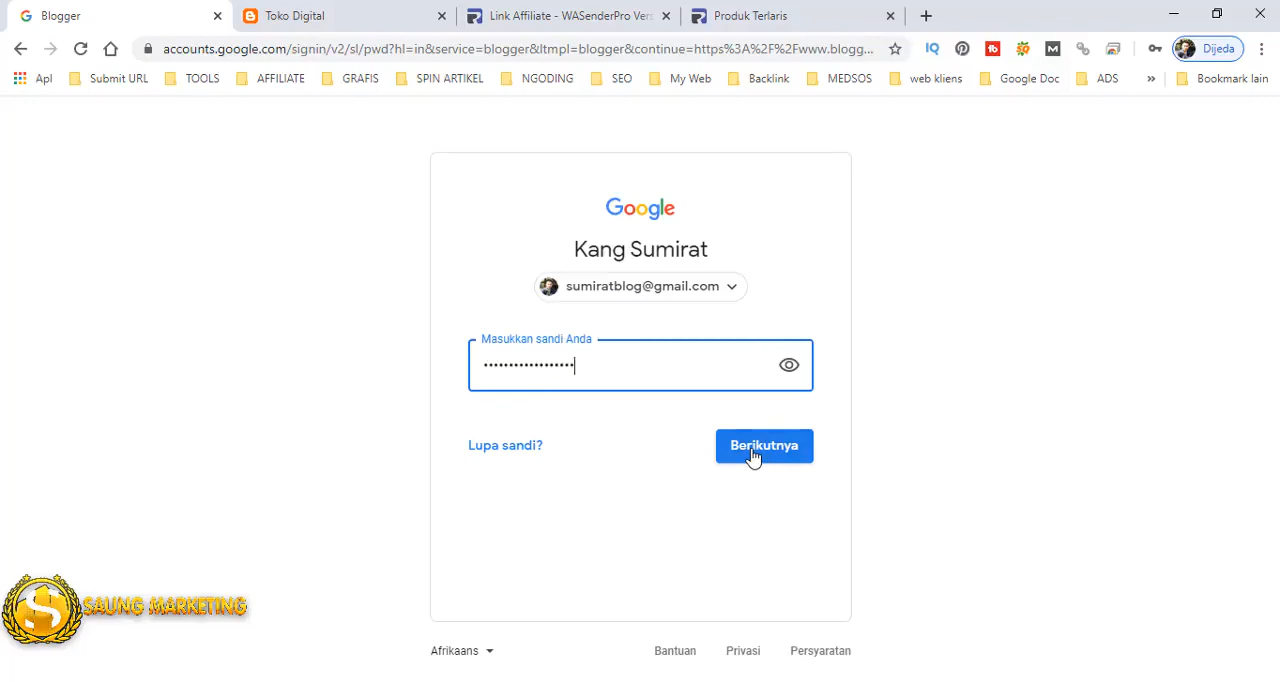 Blogger
Toko Digital
Link Affiliate - WASenderPro Vers
Produk Terlaris
accounts.google.com/signin/v2/sl/pwd?hl=in&service=blogger&ltmpl=blogger&continue=https%3A%2F%2Fwww.blogg...
Dijeda
Apl
Submit URL
TOOLS
AFFILIATE
GRAFIS
SPIN ARTIKEL
NGODING
SEO
My Web
Backlink
MEDSOS
web kliens
Google Doc
ADS
Bookmark lain
Google
Kang Sumirat
sumiratblog@gmail.com
Masukkan sandi Anda
Lupa sandi?
Berikutnya
SAUNG MARKETING
Afrikaans
Bantuan
Privasi
Persyaratan